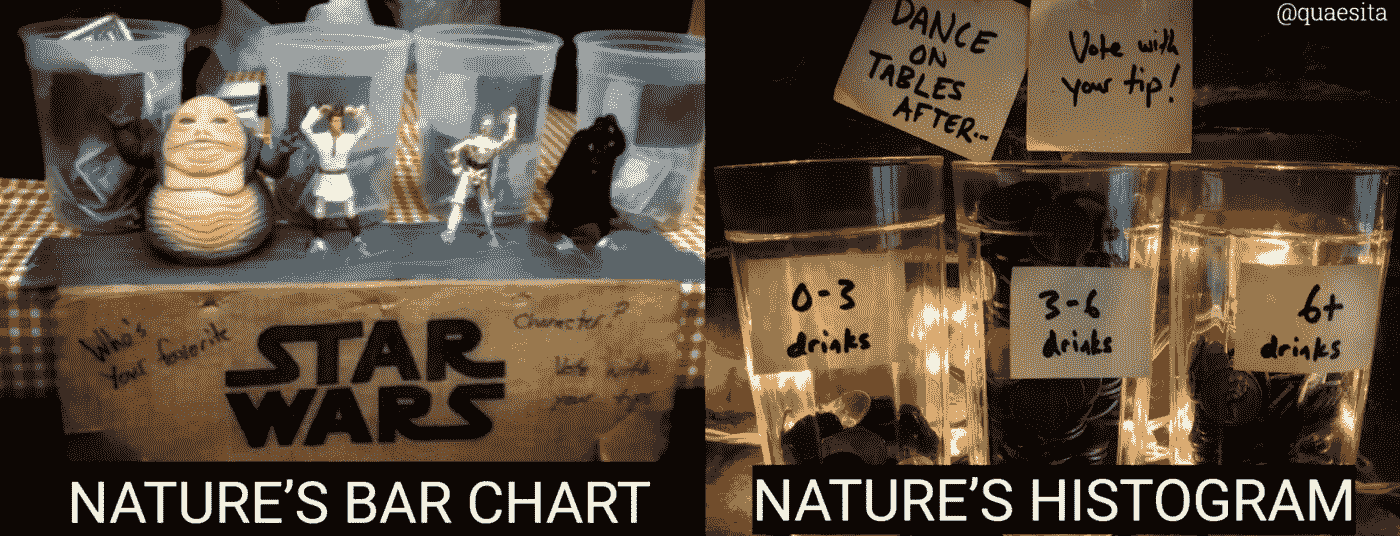 @quaesita
DANCE
ON
TABLES
AFTER...
Vote with
your tip!
0-3
drinks
3-6
drinks
6+
drinks
Who's
your favorite
character?
STAR
WARS
Vote with
your tips
NATURE'S BAR CHART
NATURE'S HISTOGRAM